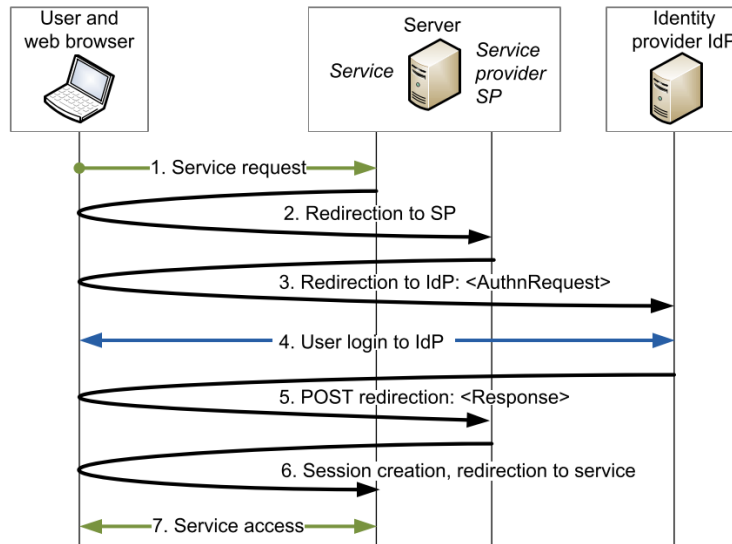 User and
web browser
Server
Service
Service
provider
SP
Identity
provider IdP
1. Service request
2. Redirection to SP
3. Redirection to IdP: <AuthnRequest>
4. User login to IdP
5. POST redirection: <Response>
6. Session creation, redirection to service
7. Service access